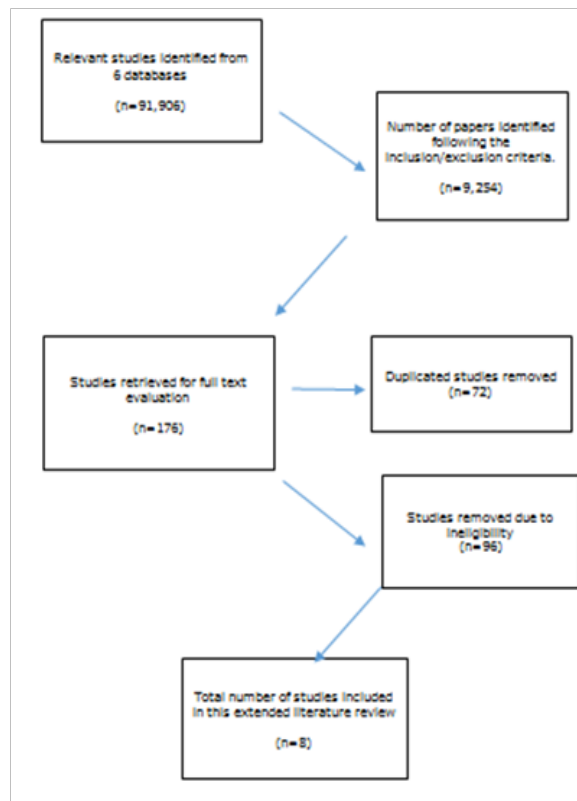 Relevant studies identified from
6 databases
(n=91,906)
Number of papers identified
following the
inclusion/exclusion criteria.
(n=9,254)
Studies retrieved for full text
evaluation
(n=176)
Duplicated studies removed
(n=72)
Studies removed due to
ineligibility
(n=96)
Total number of studies included
in this extended literature review
(n=8)